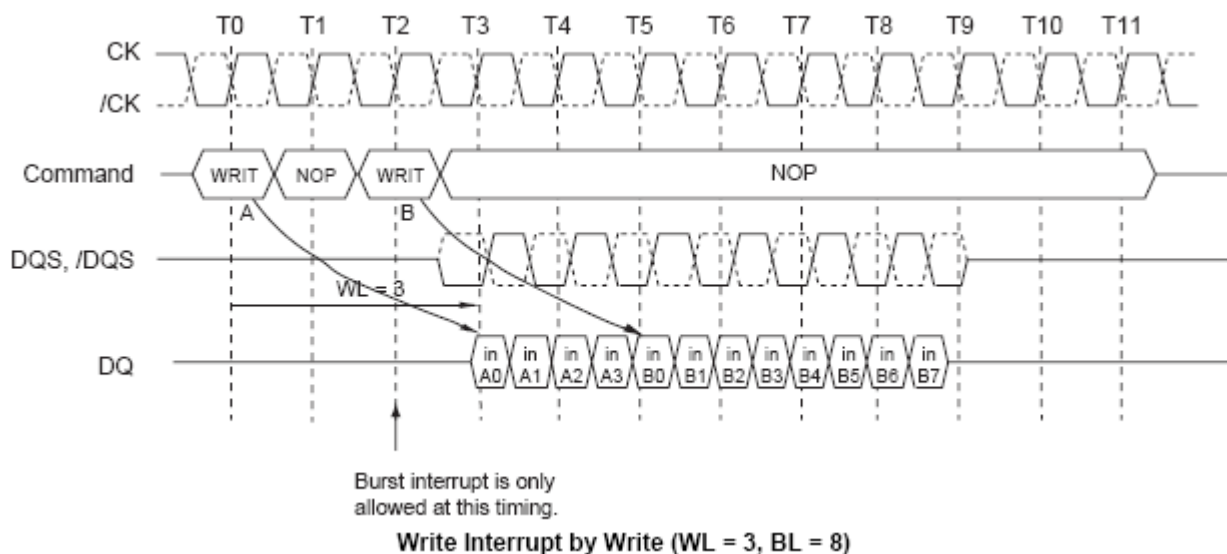 T0 T1 T2 T3 T4 T5 T6 T7 T8 T9 T10 T11
CK
/CK
Command WRIT NOP WRIT NOP
A B
DQS, /DQS
WL = 3
DQ in A0 in A1 in A2 in A3 in B0 in B1 in B2 in B3 in B4 in B5 in B6 in B7
Burst interrupt is only
allowed at this timing.
Write Interrupt by Write (WL = 3, BL = 8)